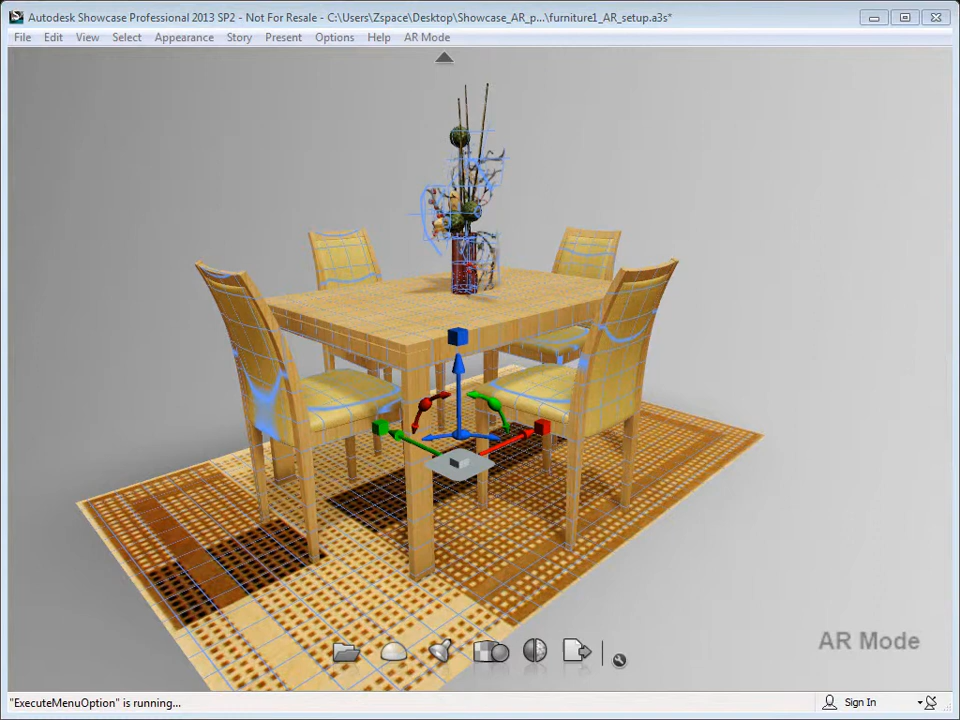 Autodesk Showcase Professional 2013 SP2 - Not For Resale - C:\Users\Zspace\Desktop\Showcase_AR_p...\furniture1_AR_setup.a3s*
File Edit View Select Appearance Story Present Options Help AR Mode
AR Mode
"ExecuteMenuOption" is running... Sign In